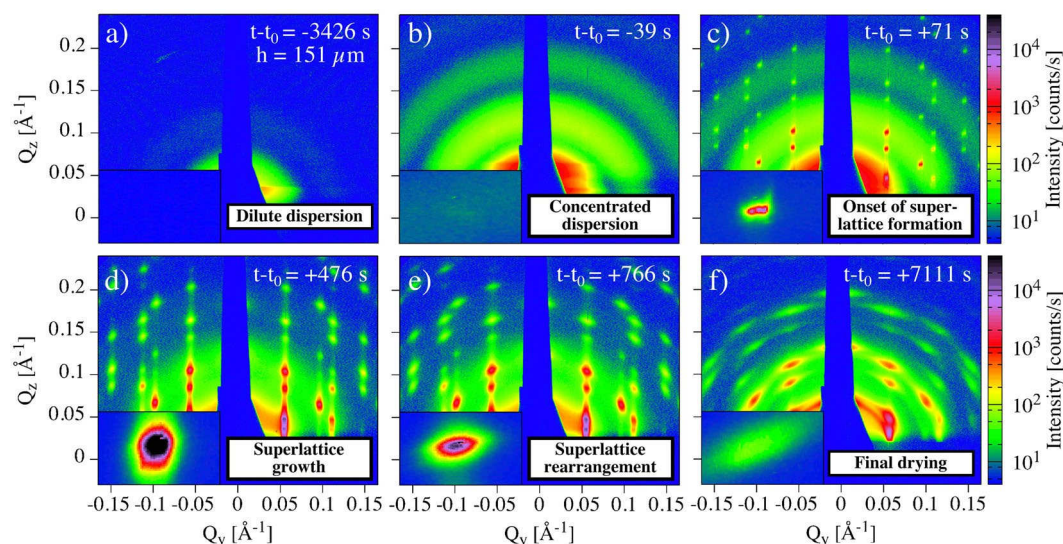 a)
t-t₀ = -3426 s
h = 151 µm
Dilute dispersion
b)
t-t₀ = -39 s
Concentrated
dispersion
c)
t-t₀ = +71 s
Onset of super-
lattice formation
Q_z [Å⁻¹]
0.2
0.15
0.1
0.05
0
Intensity [counts/s]
10⁴
10³
10²
10¹
d)
t-t₀ = +476 s
Superlattice
growth
e)
t-t₀ = +766 s
Superlattice
rearrangement
f)
t-t₀ = +7111 s
Final drying
Q_z [Å⁻¹]
0.2
0.15
0.1
0.05
0
Intensity [counts/s]
10⁴
10³
10²
10¹
-0.15 -0.1 -0.05 0 0.05 0.1 0.15
Q_y [Å⁻¹]
-0.15 -0.1 -0.05 0 0.05 0.1 0.15
Q_y [Å⁻¹]
-0.15 -0.1 -0.05 0 0.05 0.1 0.15
Q_y [Å⁻¹]